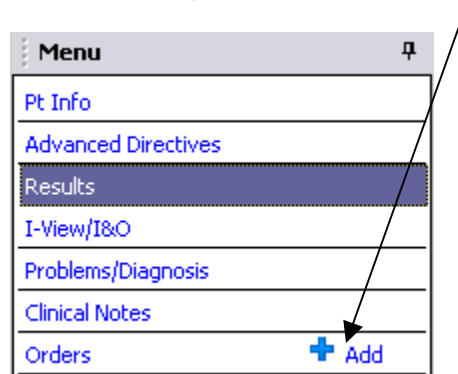 Menu
Pt Info
Advanced Directives
Results
I-View/I&O
Problems/Diagnosis
Clinical Notes
Orders Add